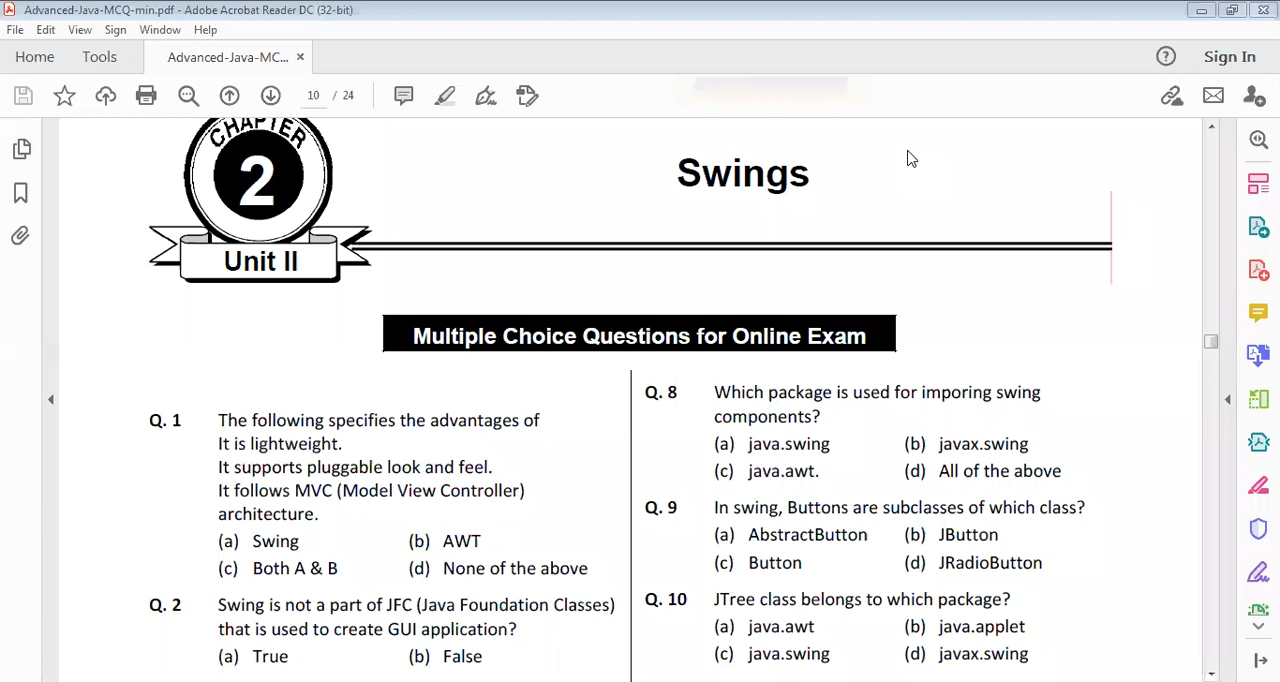 Advanced-Java-MCQ-min.pdf - Adobe Acrobat Reader DC (32-bit)
File Edit View Sign Window Help
Home Tools Advanced-Java-MC... × Sign In
10 / 24
CHAPTER
2
Unit II
Swings
Multiple Choice Questions for Online Exam
Q. 1 The following specifies the advantages of
It is lightweight.
It supports pluggable look and feel.
It follows MVC (Model View Controller)
architecture.
(a) Swing (b) AWT
(c) Both A & B (d) None of the above
Q. 2 Swing is not a part of JFC (Java Foundation Classes)
that is used to create GUI application?
(a) True (b) False
Q. 8 Which package is used for imporing swing
components?
(a) java.swing (b) javax.swing
(c) java.awt. (d) All of the above
Q. 9 In swing, Buttons are subclasses of which class?
(a) AbstractButton (b) JButton
(c) Button (d) JRadioButton
Q. 10 JTree class belongs to which package?
(a) java.awt (b) java.applet
(c) java.swing (d) javax.swing